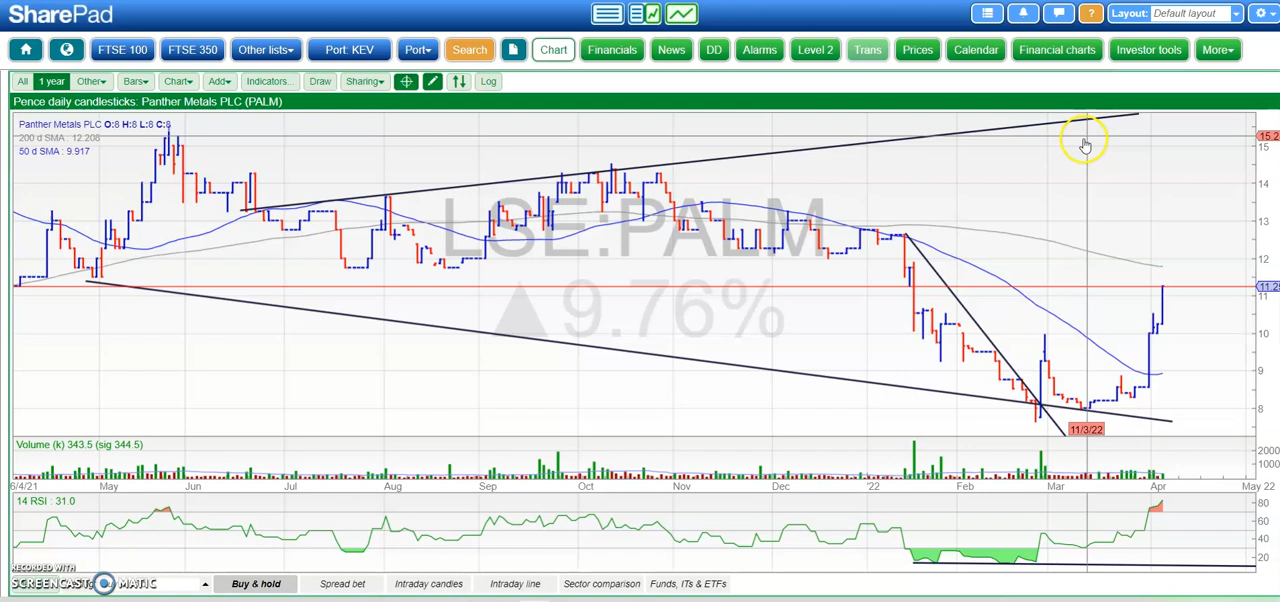 SharePad
Layout: Default layout
FTSE 100 FTSE 350 Other lists Port: KEV Port Search Chart Financials News DD Alarms Level 2 Trans Prices Calendar Financial charts Investor tools More
All 1 year Other Bars Chart Add Indicators... Draw Sharing Log
Pence daily candlesticks: Panther Metals PLC (PALM)
Panther Metals PLC O:8 H:8 L:8 C:8
200 d SMA : 12.208
50 d SMA : 9.917
LSE:PALM
▲9.76%
15.2
15
14
13
12
11.25
10
9
8
11/3/22
Volume (k) 343.5 (sig 344.5)
2000
1000
6/4/21 May Jun Jul Aug Sep Oct Nov Dec '22 Feb Mar Apr May 22
14 RSI : 31.0
80
60
40
RECORDED WITH
SCREENCAST MATIC
Buy & hold Spread bet Intraday candles Intraday line Sector comparison Funds, ITs & ETFs